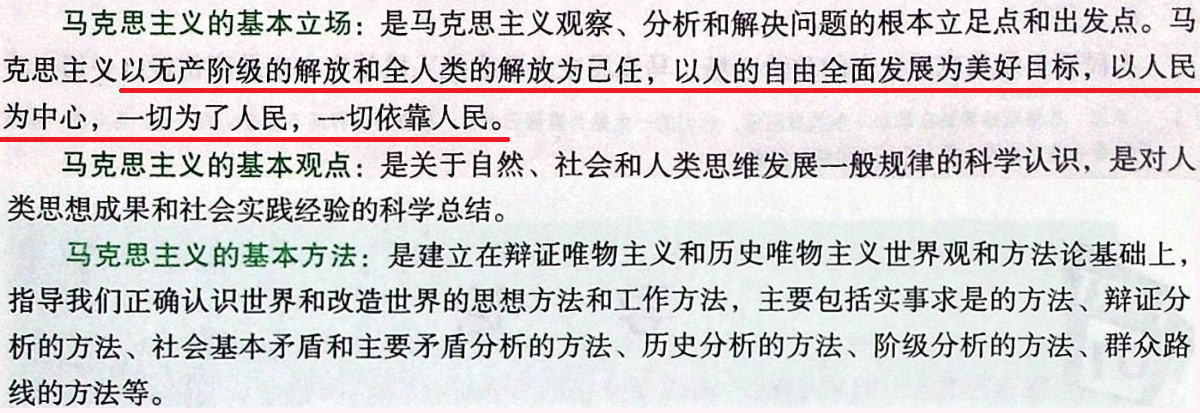 马克思主义的基本立场：是马克思主义观察、分析和解决问题的根本立足点和出发点。马
克思主义以无产阶级的解放和全人类的解放为己任，以人的自由全面发展为美好目标，以人民
为中心，一切为了人民，一切依靠人民。
马克思主义的基本观点：是关于自然、社会和人类思维发展一般规律的科学认识，是对人
类思想成果和社会实践经验的科学总结。
马克思主义的基本方法：是建立在辩证唯物主义和历史唯物主义世界观和方法论基础上，
指导我们正确认识世界和改造世界的思想方法和工作方法，主要包括实事求是的方法、辩证分
析的方法、社会基本矛盾和主要矛盾分析的方法、历史分析的方法、阶级分析的方法、群众路
线的方法等。